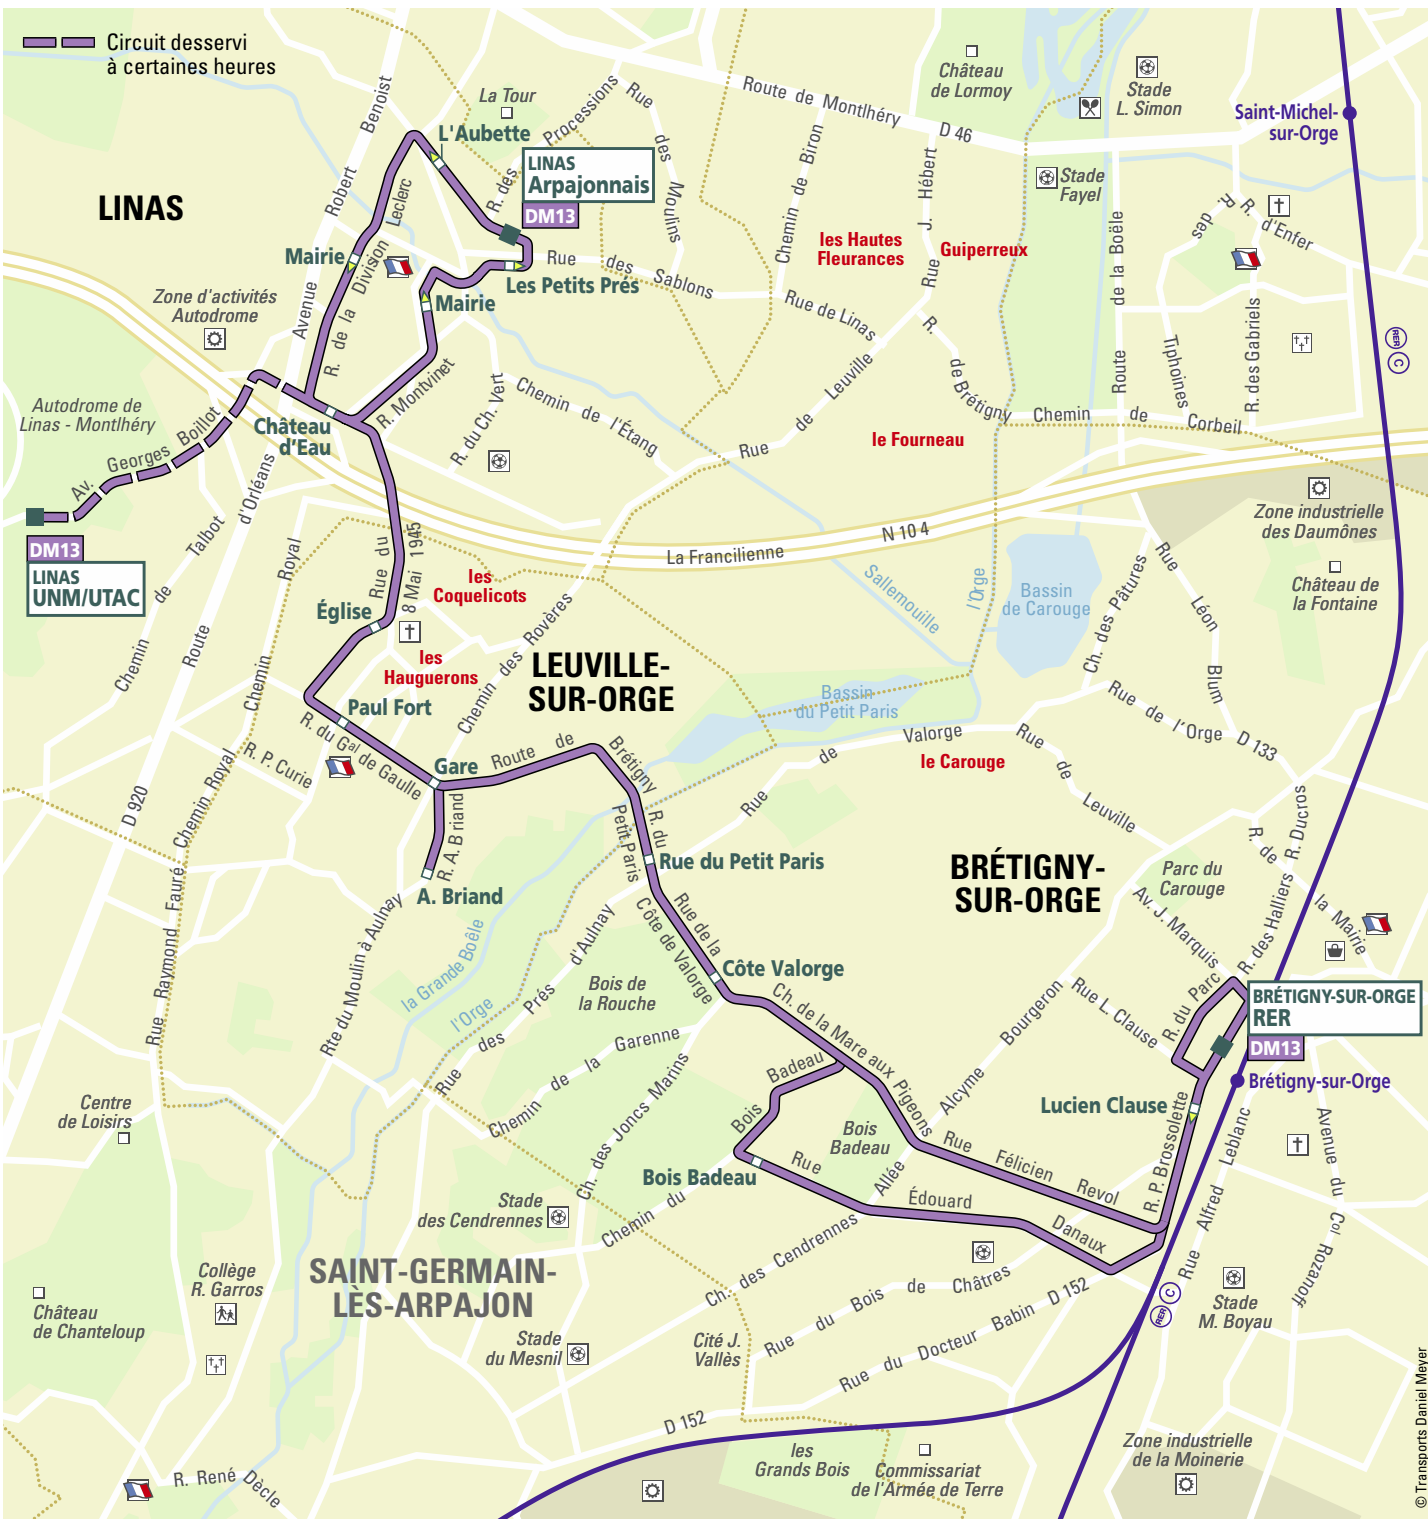 Circuit desservi
à certaines heures
Benoist
Robert
Avenue
La Tour
R. des Processions
Rue des Moulins
Route de Montlhéry
D 46
Château
de Lormoy
Stade
L. Simon
Saint-Michel-
sur-Orge
L'Aubette
LINAS
Arpajonnais
DM13
LINAS
R. de la Division Leclerc
Mairie
Mairie
Les Petits Prés
Rue des Sablons
Chemin de Biron
Rue J. Hébert
Stade
Fayel
les Hautes
Fleurances
Guiperreux
Route de la Boële
R. des
R. d'Enfer
Tiphoines
R. des Gabriels
RER C
Zone d'activités
Autodrome
Rue de Linas
R. de Brétigny
Rue de Leuville
Autodrome de
Linas - Montlhéry
Av. Georges Boillot
Château
d'Eau
R. Montvinet
R. du Ch. Vert
Chemin de l'Étang
le Fourneau
Chemin de Corbeil
DM13
LINAS
UNM/UTAC
Chemin de Talbot
Route d'Orléans
D 920
Chemin Royal
Chemin Royal
Rue du 8 Mai 1945
La Francilienne
N 104
Zone industrielle
des Daumônes
Château de
la Fontaine
les
Coquelicots
Église
les
Hauguerons
Chemin des Rovères
Sallemouille
l'Orge
Bassin
de Carouge
Ch. des Pâtures
Rue Léon Blum
LEUVILLE-
SUR-ORGE
Paul Fort
R. du Gal de Gaulle
R. P. Curie
Gare
Route de Brétigny
Bassin
du Petit Paris
Rue de Valorge
le Carouge
Rue de l'Orge
D 133
Rue de Leuville
R. A. Briand
A. Briand
R. du
Petit Paris
Rue du Petit Paris
BRÉTIGNY-
SUR-ORGE
Parc du
Carouge
Av. J. Marquis
R. des Halliers
R. Ducros
R. de la Mairie
Rue Raymond Fauré
Rte du Moulin à Aulnay
la Grande Boêle
l'Orge
Rue des Prés d'Aulnay
Bois de
la Rouche
Rue de la
Côte de Valorge
Côte Valorge
Ch. de la Mare aux Pigeons
Chemin de la Garenne
Ch. des Joncs Marins
Alcyme Bourgeron
Allée
Rue L. Clause
R. du Parc
BRÉTIGNY-SUR-ORGE
RER
DM13
Brétigny-sur-Orge
Lucien Clause
R. P. Brossolette
Chemin du Bois Badeau
Bois
Badeau
Bois Badeau
Rue Félicien Revol
Rue Édouard Danaux
Rue Alfred Leblanc
Avenue du Col Rozanoff
Centre
de Loisirs
Stade
des Cendrennes
Ch. des Cendrennes
SAINT-GERMAIN-
LÈS-ARPAJON
Collège
R. Garros
Château
de Chanteloup
Stade
du Mesnil
Cité J.
Vallès
Rue du Bois de Châtres
Rue du Docteur Babin
D 152
RER C
Stade
M. Boyau
D 152
R. René Dècle
les
Grands Bois
Commissariat
de l'Armée de Terre
Zone industrielle
de la Moinerie
© Transports Daniel Meyer